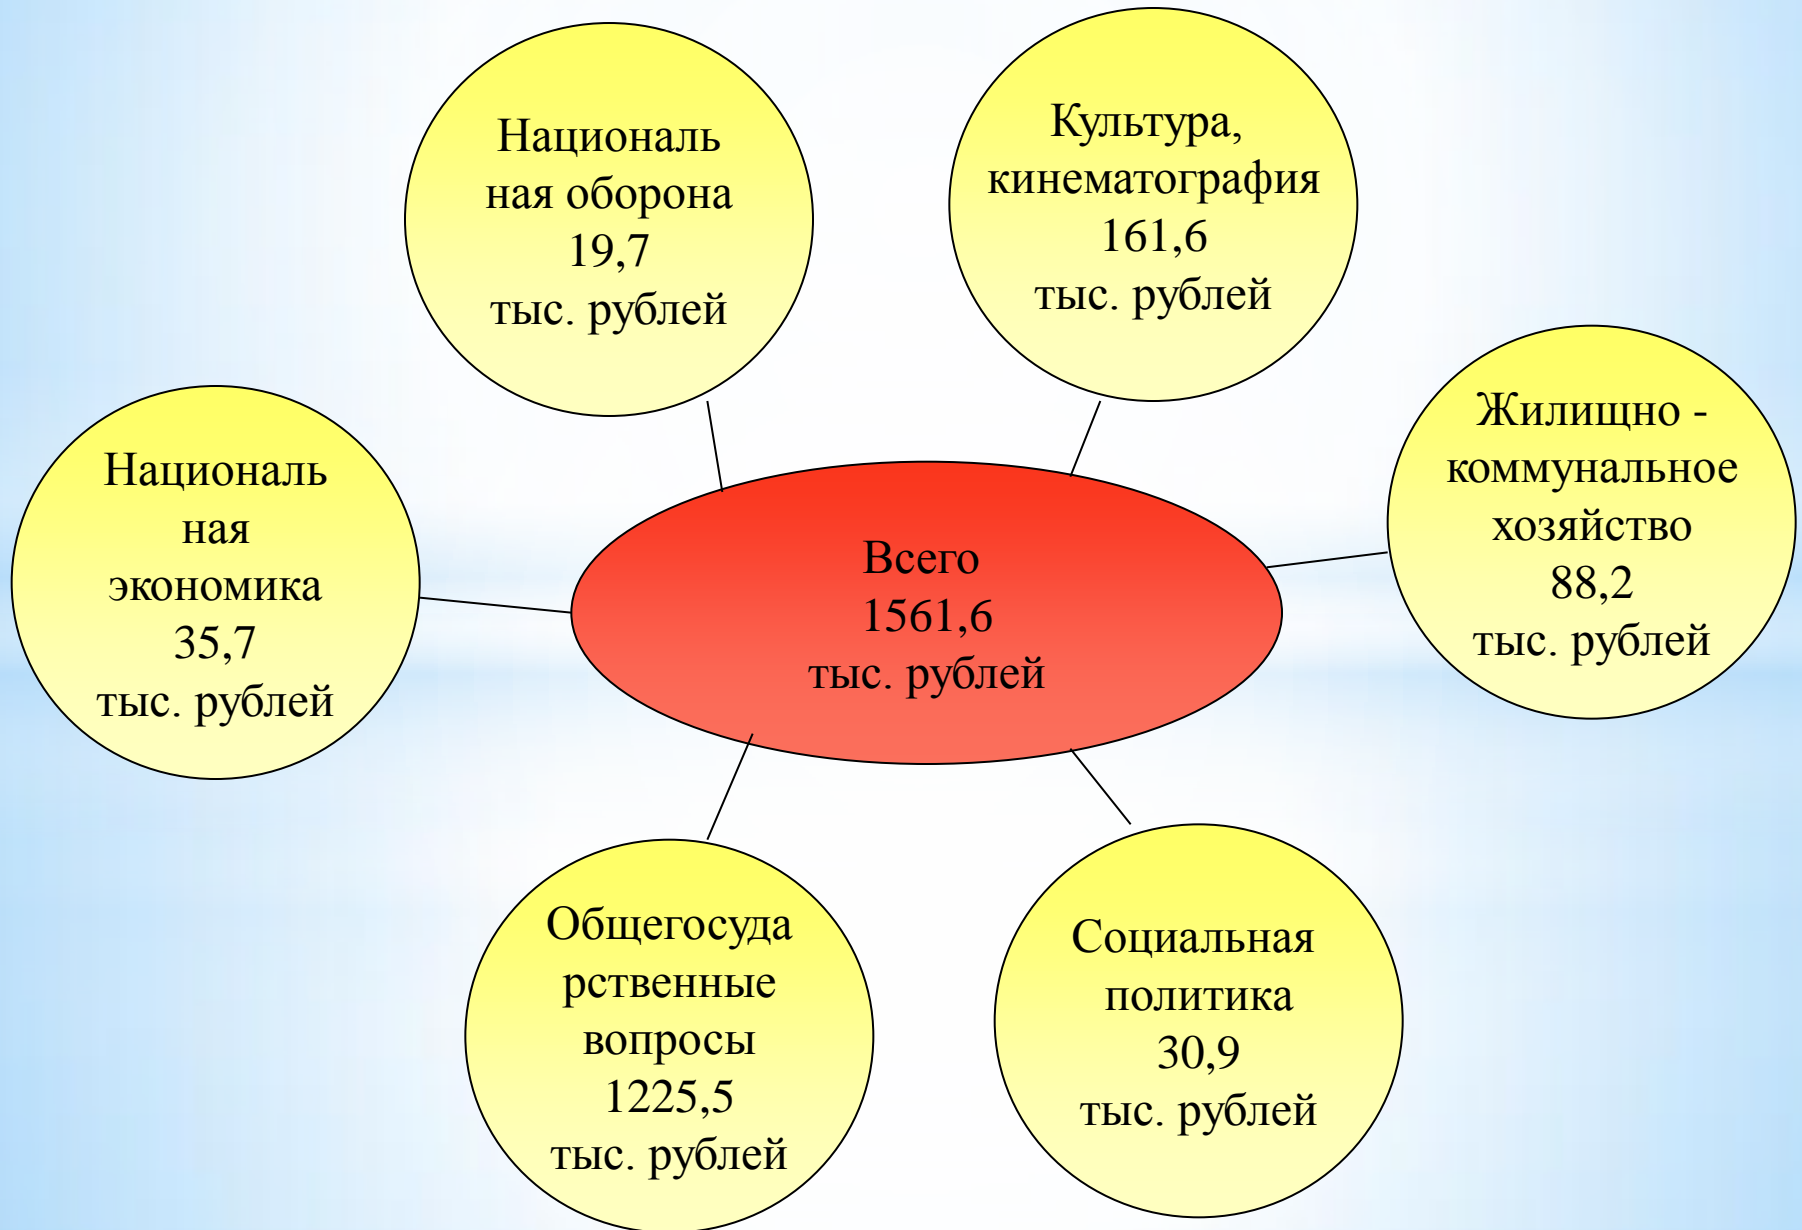 Националь
ная оборона
19,7
тыс. рублей
Культура,
кинематография
161,6
тыс. рублей
Националь
ная
экономика
35,7
тыс. рублей
Всего
1561,6
тыс. рублей
Жилищно -
коммунальное
хозяйство
88,2
тыс. рублей
Общегосуда
рственные
вопросы
1225,5
тыс. рублей
Социальная
политика
30,9
тыс. рублей